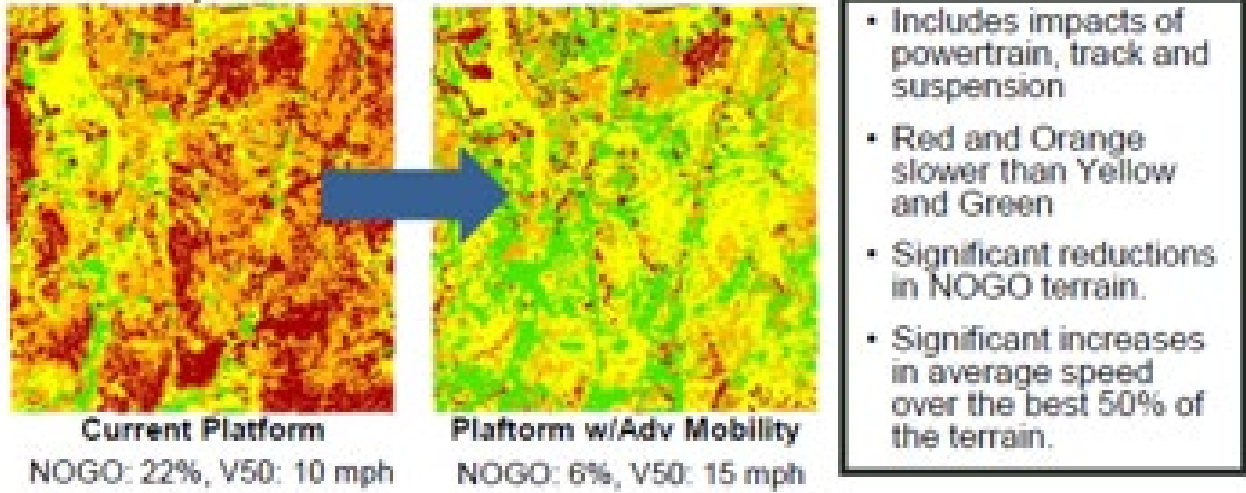 Current Platform
NOGO: 22%, V50: 10 mph
Plaftorm w/Adv Mobility
NOGO: 6%, V50: 15 mph
• Includes impacts of
powertrain, track and
suspension
• Red and Orange
slower than Yellow
and Green
• Significant reductions
in NOGO terrain.
• Significant increases
in average speed
over the best 50% of
the terrain.